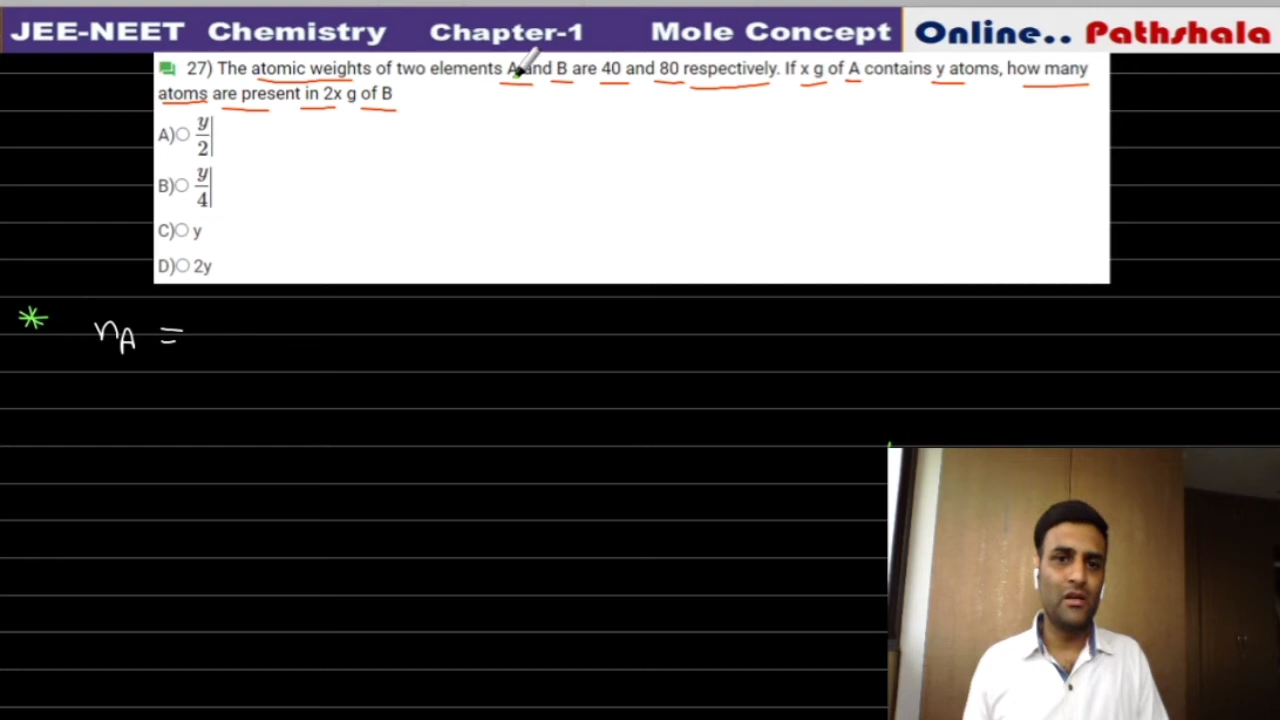 JEE-NEET Chemistry Chapter-1 Mole Concept Online.. Pathshala
27) The atomic weights of two elements A and B are 40 and 80 respectively. If x g of A contains y atoms, how many
atoms are present in 2x g of B
A) y/2|
B) y/4|
C) y
D) 2y
* nA =